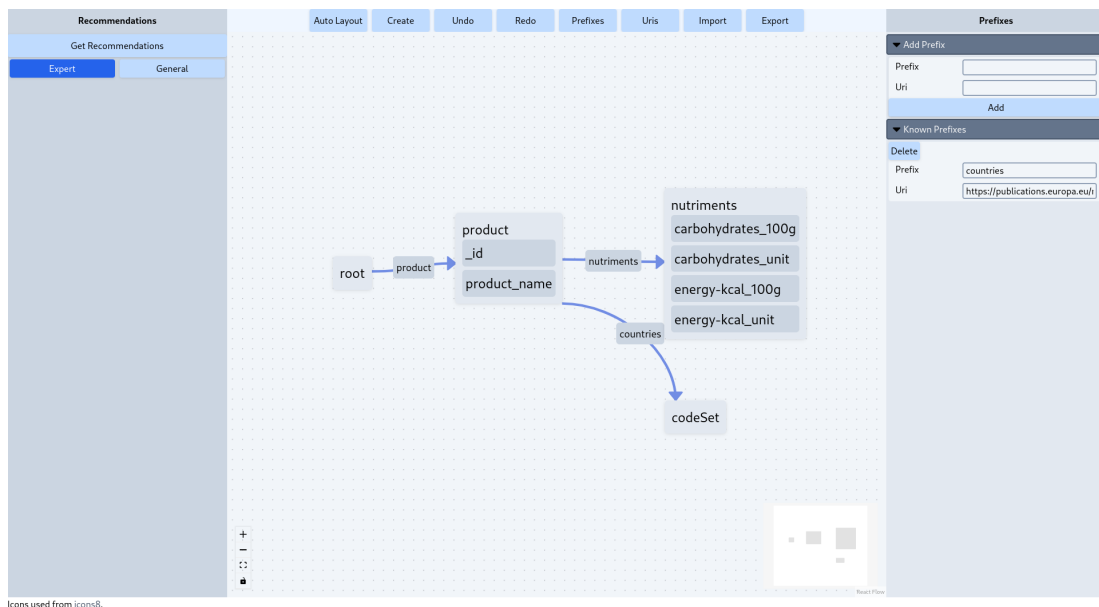 Recommendations
Get Recommendations
Expert
General
Auto Layout
Create
Undo
Redo
Prefixes
Uris
Import
Export
root
product
product
_id
product_name
nutriments
countries
nutriments
carbohydrates_100g
carbohydrates_unit
energy-kcal_100g
energy-kcal_unit
codeSet
React Flow
Prefixes
Add Prefix
Prefix
Uri
Add
Known Prefixes
Delete
Prefix
countries
Uri
https://publications.europa.eu/
Icons used from icons8.